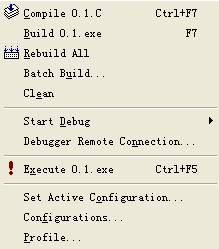 Compile 0.1.C Ctrl+F7
Build 0.1.exe F7
Rebuild All
Batch Build...
Clean
Start Debug
Debugger Remote Connection...
Execute 0.1.exe Ctrl+F5
Set Active Configuration...
Configurations...
Profile...